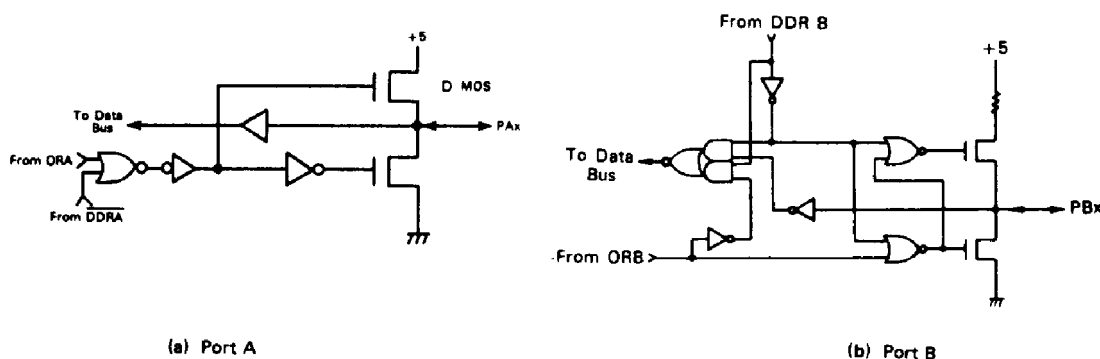 +5
D MOS
To Data
Bus
PAx
From ORA
From DDRA
(a) Port A
From DDR B
+5
To Data
Bus
PBx
From ORB
(b) Port B